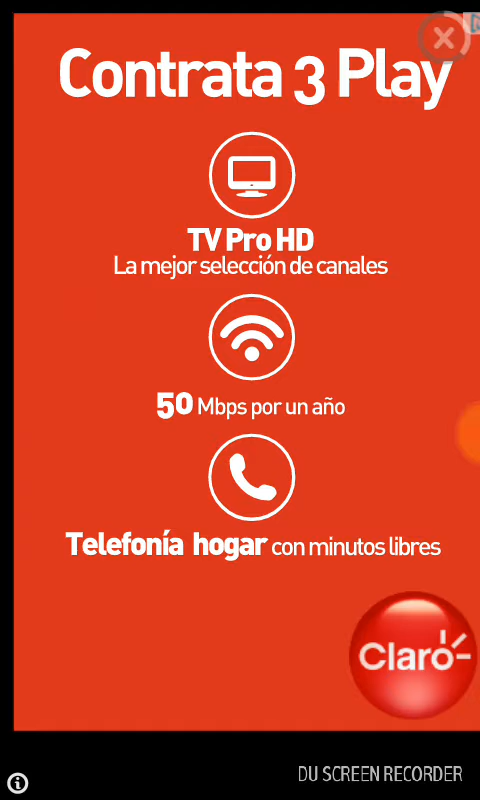 Contrata 3 Play
TV Pro HD
La mejor selección de canales
50 Mbps por un año
Telefonía hogar con minutos libres
Claro
DU SCREEN RECORDER